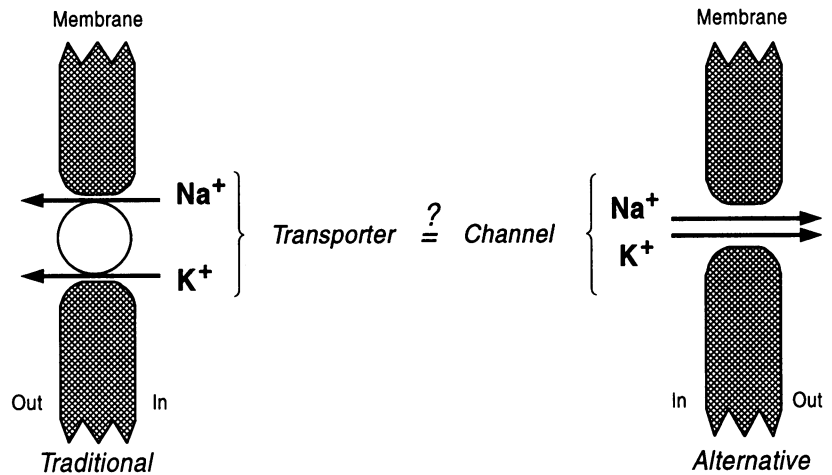 Membrane
Membrane
Na⁺
K⁺
Transporter ?= Channel
Na⁺
K⁺
Out
In
In
Out
Traditional
Alternative